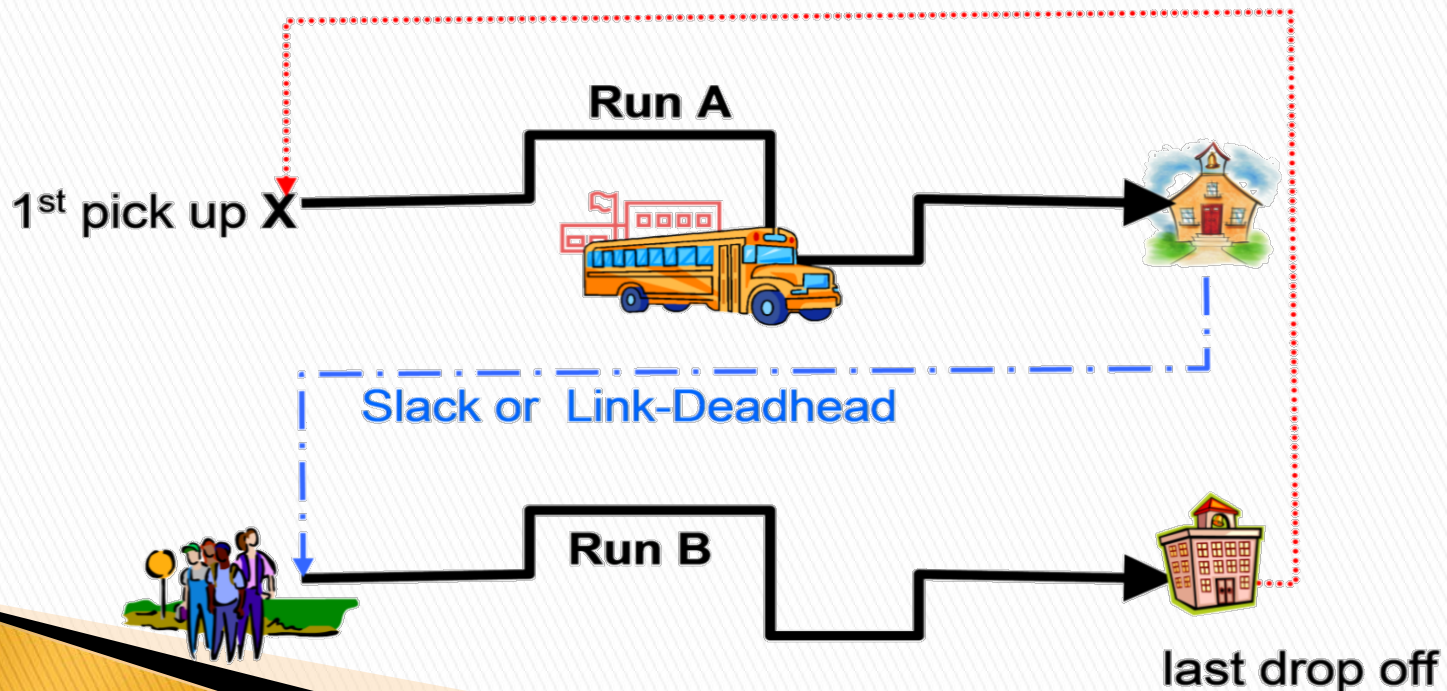 Run A
1st pick up X
Slack or Link-Deadhead
Run B
last drop off